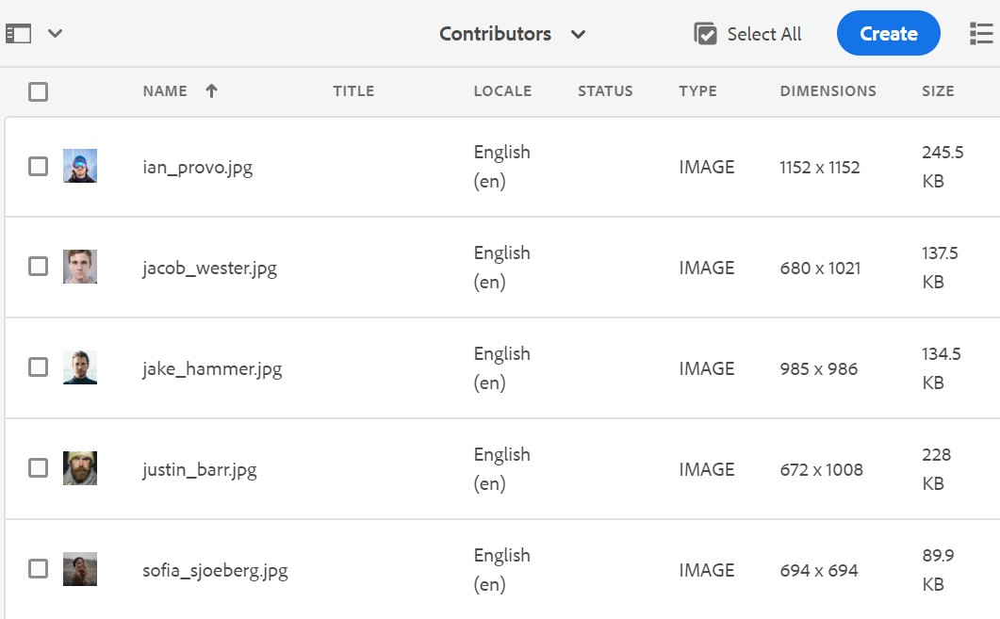 Contributors Select All Create
NAME TITLE LOCALE STATUS TYPE DIMENSIONS SIZE
ian_provo.jpg English (en) IMAGE 1152 x 1152 245.5 KB
jacob_wester.jpg English (en) IMAGE 680 x 1021 137.5 KB
jake_hammer.jpg English (en) IMAGE 985 x 986 134.5 KB
justin_barr.jpg English (en) IMAGE 672 x 1008 228 KB
sofia_sjoeberg.jpg English (en) IMAGE 694 x 694 89.9 KB